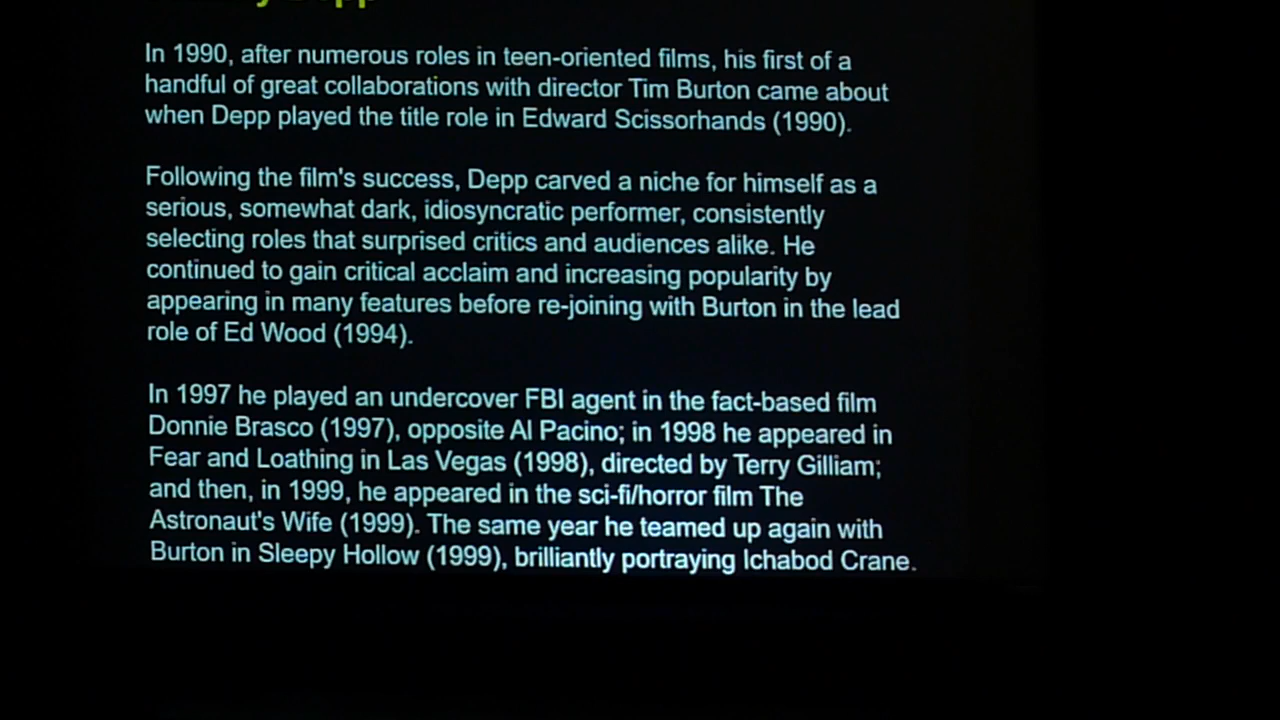 In 1990, after numerous roles in teen-oriented films, his first of a
handful of great collaborations with director Tim Burton came about
when Depp played the title role in Edward Scissorhands (1990).
Following the film's success, Depp carved a niche for himself as a
serious, somewhat dark, idiosyncratic performer, consistently
selecting roles that surprised critics and audiences alike. He
continued to gain critical acclaim and increasing popularity by
appearing in many features before re-joining with Burton in the lead
role of Ed Wood (1994).
In 1997 he played an undercover FBI agent in the fact-based film
Donnie Brasco (1997), opposite Al Pacino; in 1998 he appeared in
Fear and Loathing in Las Vegas (1998), directed by Terry Gilliam;
and then, in 1999, he appeared in the sci-fi/horror film The
Astronaut's Wife (1999). The same year he teamed up again with
Burton in Sleepy Hollow (1999), brilliantly portraying Ichabod Crane.